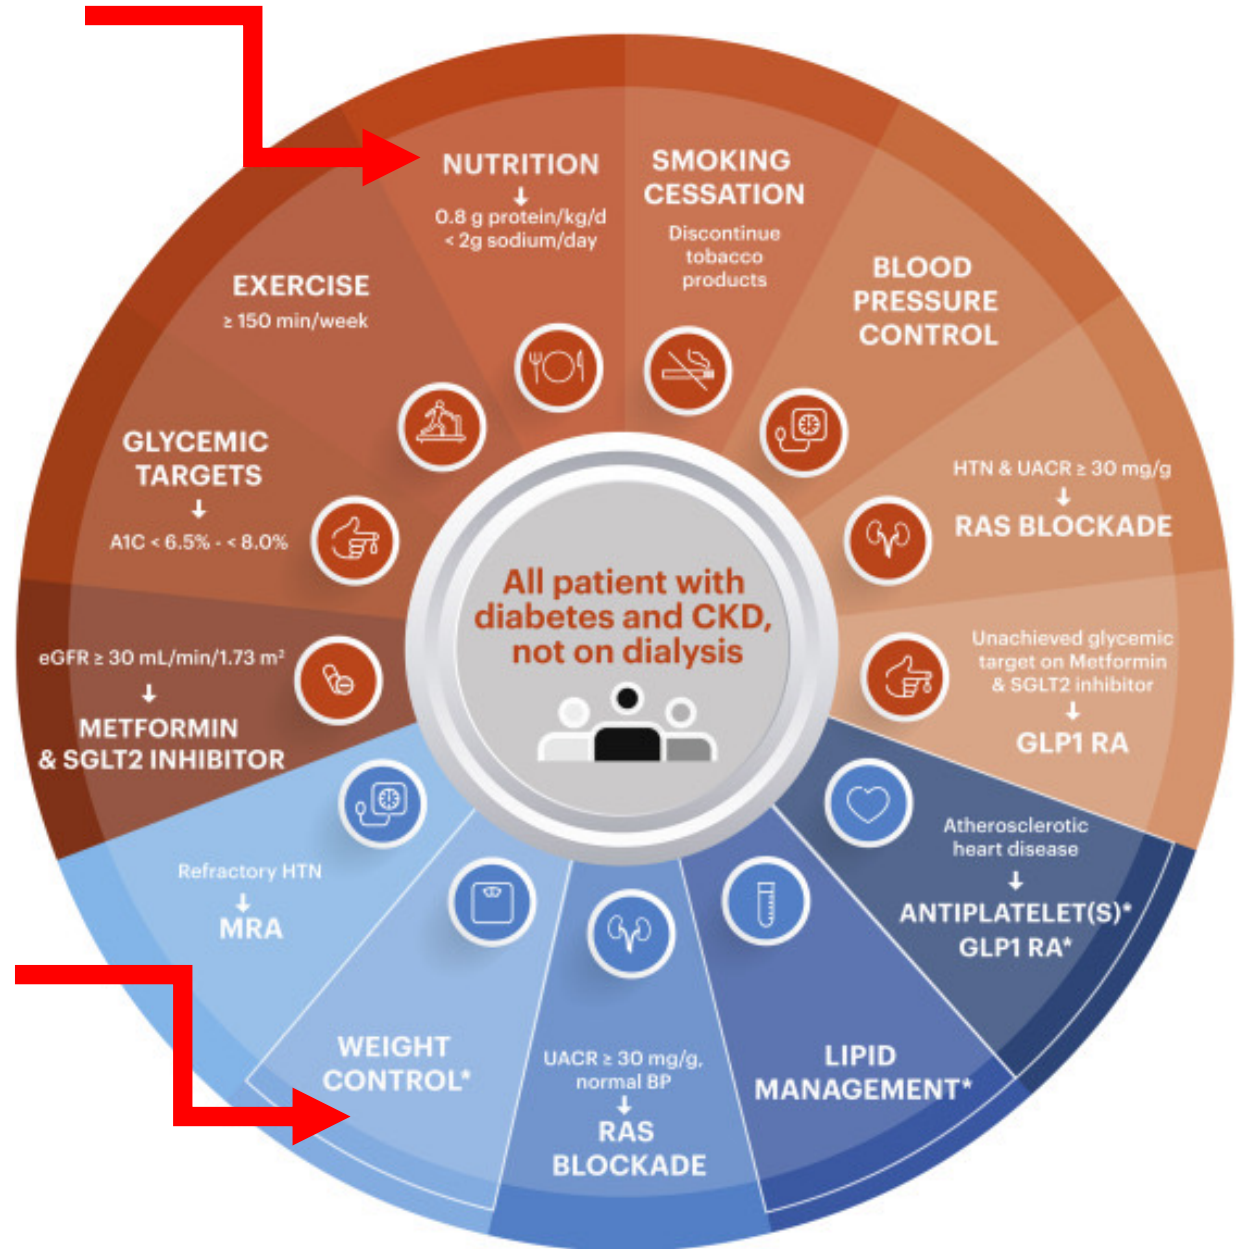 NUTRITION
↓
0.8 g protein/kg/d
< 2g sodium/day
SMOKING
CESSATION
Discontinue
tobacco
products
BLOOD
PRESSURE
CONTROL
HTN & UACR ≥ 30 mg/g
↓
RAS BLOCKADE
Unachieved glycemic
target on Metformin
& SGLT2 inhibitor
↓
GLP1 RA
Atherosclerotic
heart disease
↓
ANTIPLATELET(S)*
GLP1 RA*
LIPID
MANAGEMENT*
UACR ≥ 30 mg/g,
normal BP
↓
RAS
BLOCKADE
WEIGHT
CONTROL*
Refractory HTN
↓
MRA
eGFR ≥ 30 mL/min/1.73 m²
↓
METFORMIN
& SGLT2 INHIBITOR
GLYCEMIC
TARGETS
↓
A1C < 6.5% - < 8.0%
EXERCISE
≥ 150 min/week
All patient with
diabetes and CKD,
not on dialysis